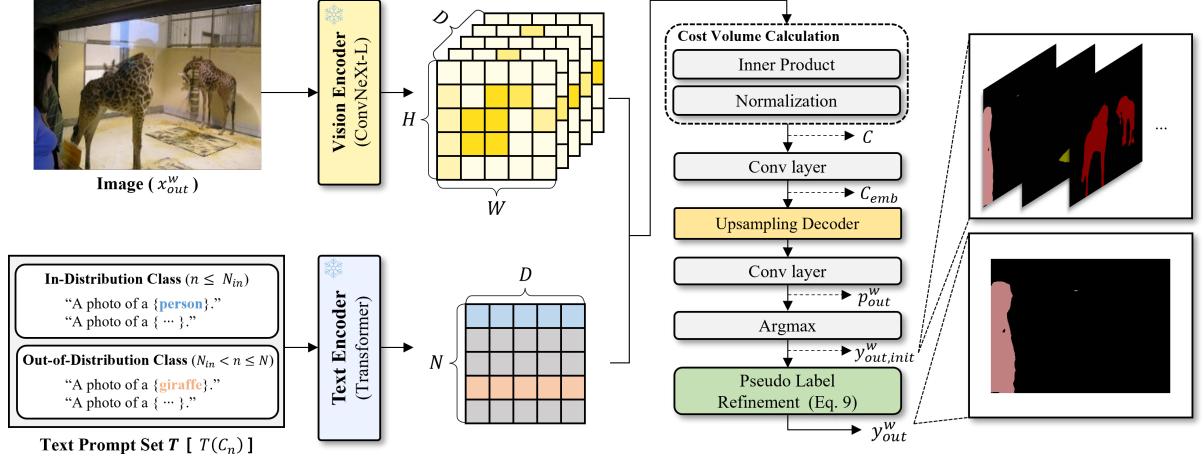 Image ( x^w_out )
Vision Encoder
(ConvNeXt-L)
D
H
W
In-Distribution Class (n ≤ N_in)
“A photo of a {person}.”
“A photo of a { ··· }.”
Out-of-Distribution Class (N_in < n ≤ N)
“A photo of a {giraffe}.”
“A photo of a { ··· }.”
Text Prompt Set T [ T(C_n) ]
Text Encoder
(Transformer)
D
N
Cost Volume Calculation
Inner Product
Normalization
C
Conv layer
C_emb
Upsampling Decoder
Conv layer
p^w_out
Argmax
y^w_out,init
Pseudo Label
Refinement (Eq. 9)
y^w_out
...